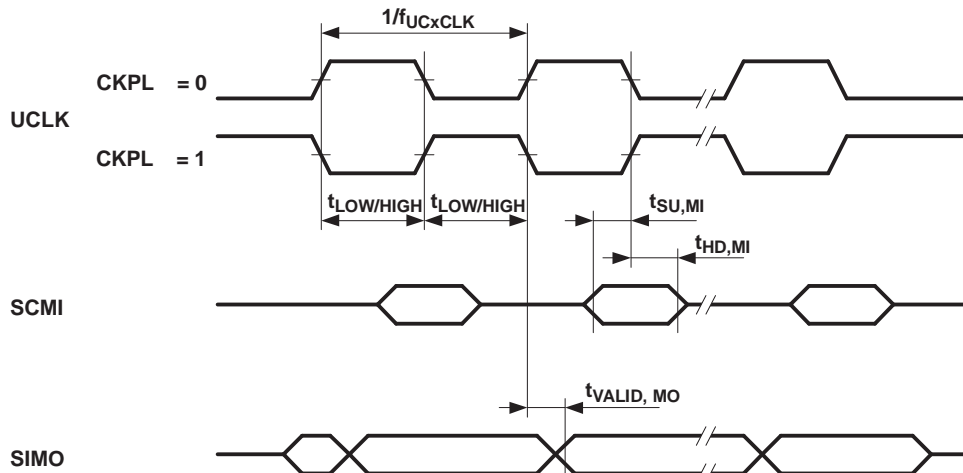 1/fUCxCLK
CKPL = 0
UCLK
CKPL = 1
tLOW/HIGH tLOW/HIGH
tSU,MI
tHD,MI
SCMI
tVALID, MO
SIMO